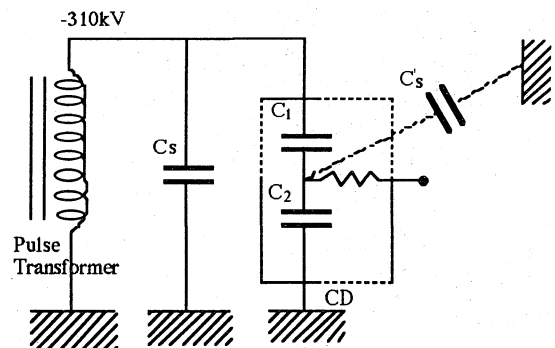 -310kV
C's
C1
Cs
C2
Pulse
Transformer
CD